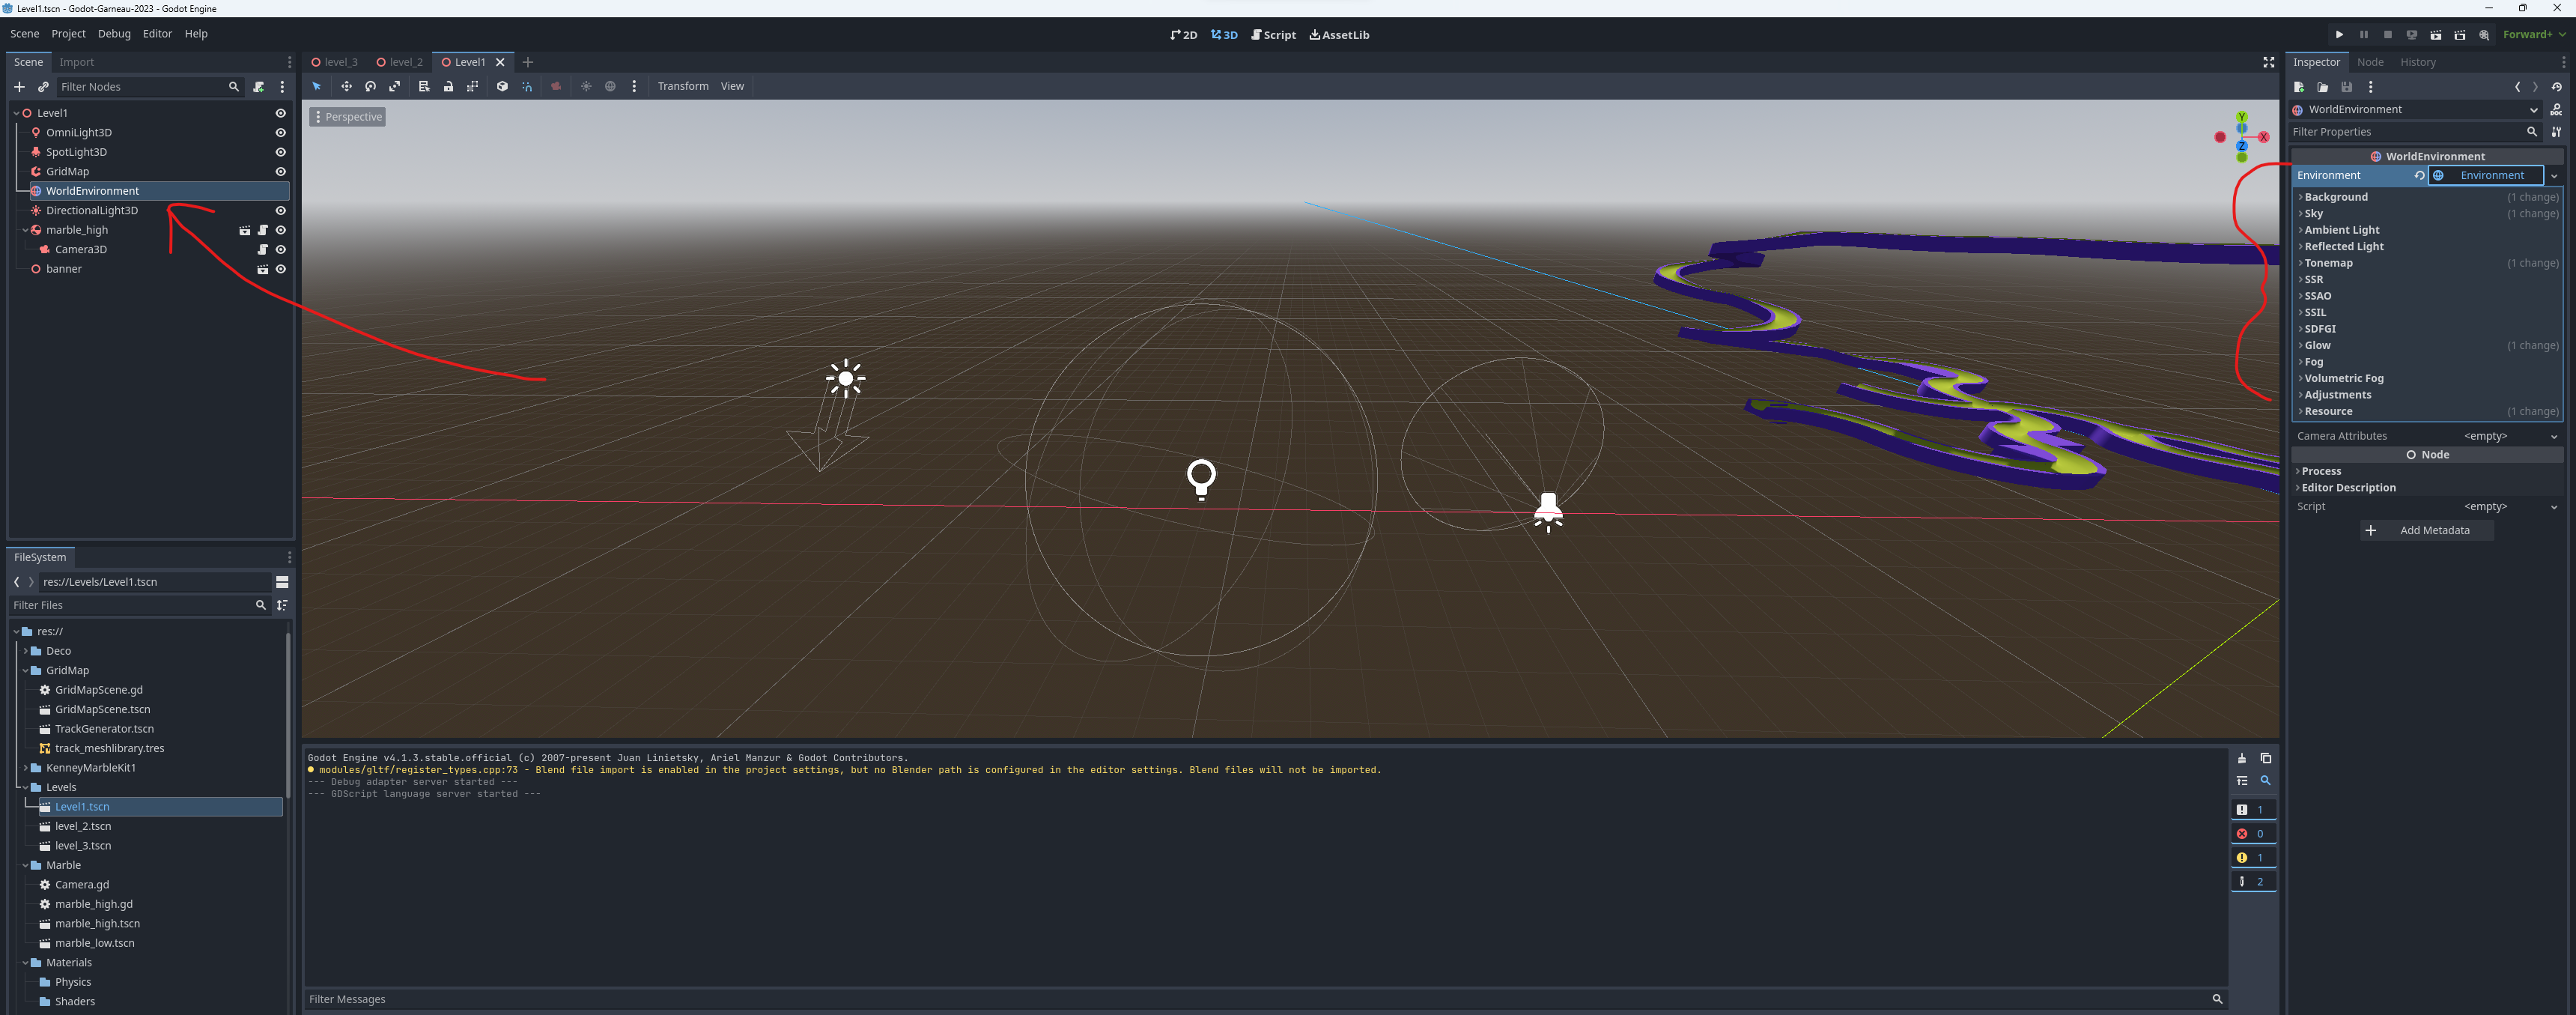 Level1.tscn - Godot-Garneau-2023 - Godot Engine
Scene Project Debug Editor Help
2D 3D Script AssetLib
Forward+
Scene Import
Filter Nodes
Level1
OmniLight3D
SpotLight3D
GridMap
WorldEnvironment
DirectionalLight3D
marble_high
Camera3D
banner
FileSystem
res://Levels/Level1.tscn
Filter Files
res://
Deco
GridMap
GridMapScene.gd
GridMapScene.tscn
TrackGenerator.tscn
track_meshlibrary.tres
KenneyMarbleKit1
Levels
Level1.tscn
level_2.tscn
level_3.tscn
Marble
Camera.gd
marble_high.gd
marble_high.tscn
marble_low.tscn
Materials
Physics
Shaders
level_3 level_2 Level1
Transform View
Perspective
Y
X
Z
Godot Engine v4.1.3.stable.official (c) 2007-present Juan Linietsky, Ariel Manzur & Godot Contributors.
modules/gltf/register_types.cpp:73 - Blend file import is enabled in the project settings, but no Blender path is configured in the editor settings. Blend files will not be imported.
--- Debug adapter server started ---
--- GDScript language server started ---
1
0
1
2
Filter Messages
Inspector Node History
WorldEnvironment
DOC
Filter Properties
WorldEnvironment
Environment Environment
Background (1 change)
Sky (1 change)
Ambient Light
Reflected Light
Tonemap (1 change)
SSR
SSAO
SSIL
SDFGI
Glow (1 change)
Fog
Volumetric Fog
Adjustments
Resource (1 change)
Camera Attributes <empty>
Node
Process
Editor Description
Script <empty>
Add Metadata